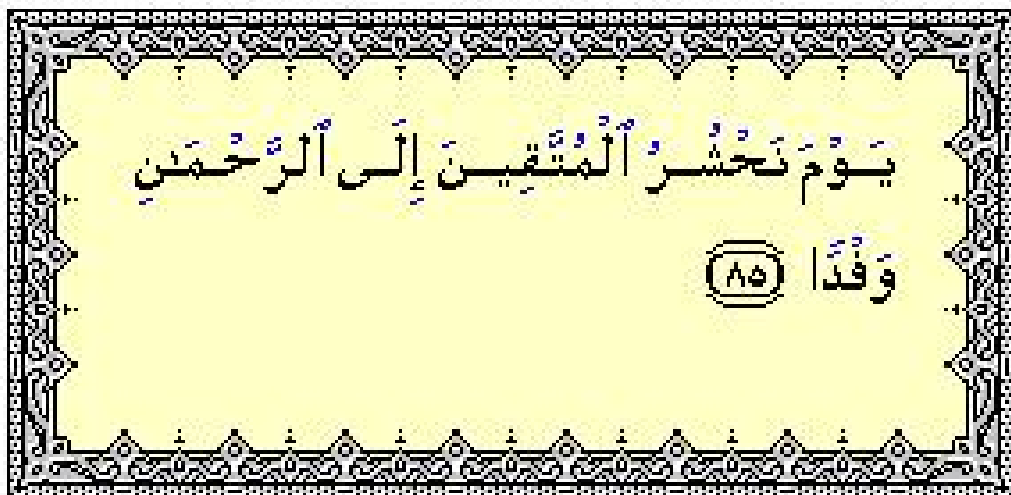 يَوْمَ نَحْشُرُ ٱلْمُتَّقِينَ إِلَى ٱلرَّحْمَـٰنِ
وَفْدًا ٨٥